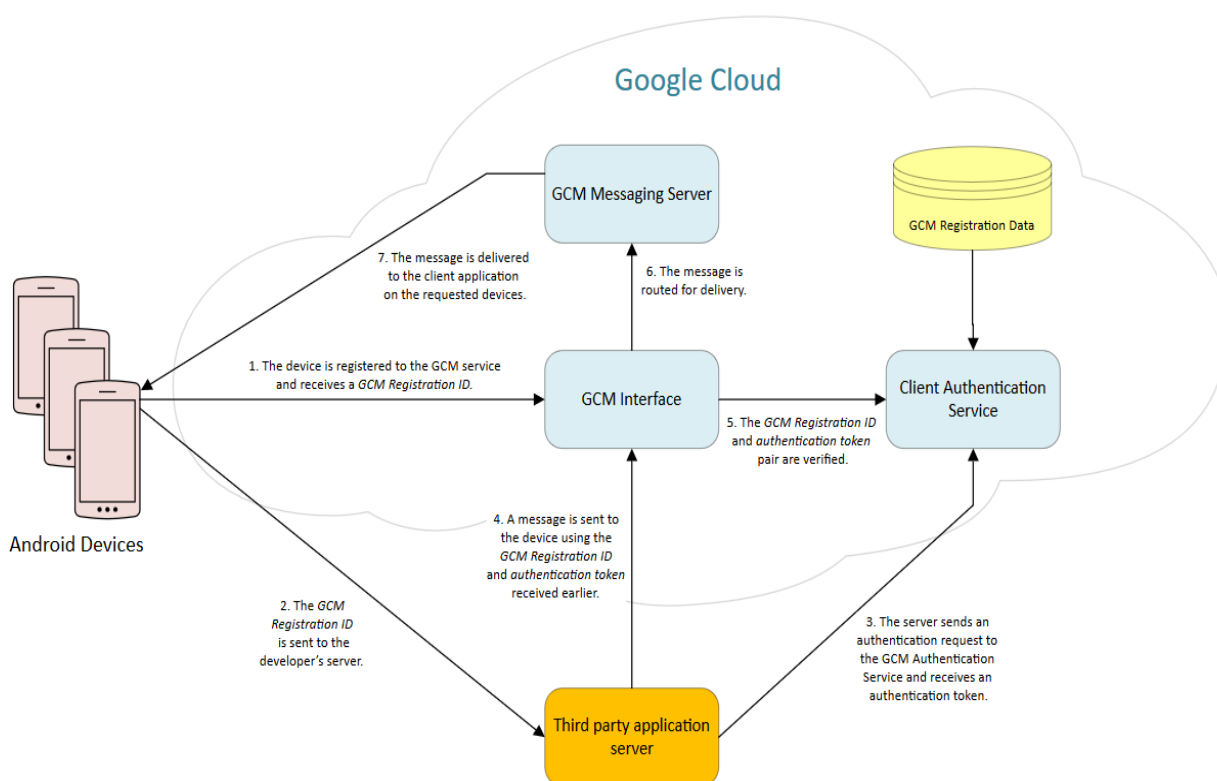 Google Cloud
GCM Messaging Server
GCM Registration Data
7. The message is delivered
to the client application
on the requested devices.
6. The message is
routed for delivery.
1. The device is registered to the GCM service
and receives a GCM Registration ID.
GCM Interface
Client Authentication
Service
5. The GCM Registration ID
and authentication token
pair are verified.
Android Devices
4. A message is sent to
the device using the
GCM Registration ID
and authentication token
received earlier.
2. The GCM
Registration ID
is sent to the
developer’s server.
3. The server sends an
authentication request to
the GCM Authentication
Service and receives an
authentication token.
Third party application
server